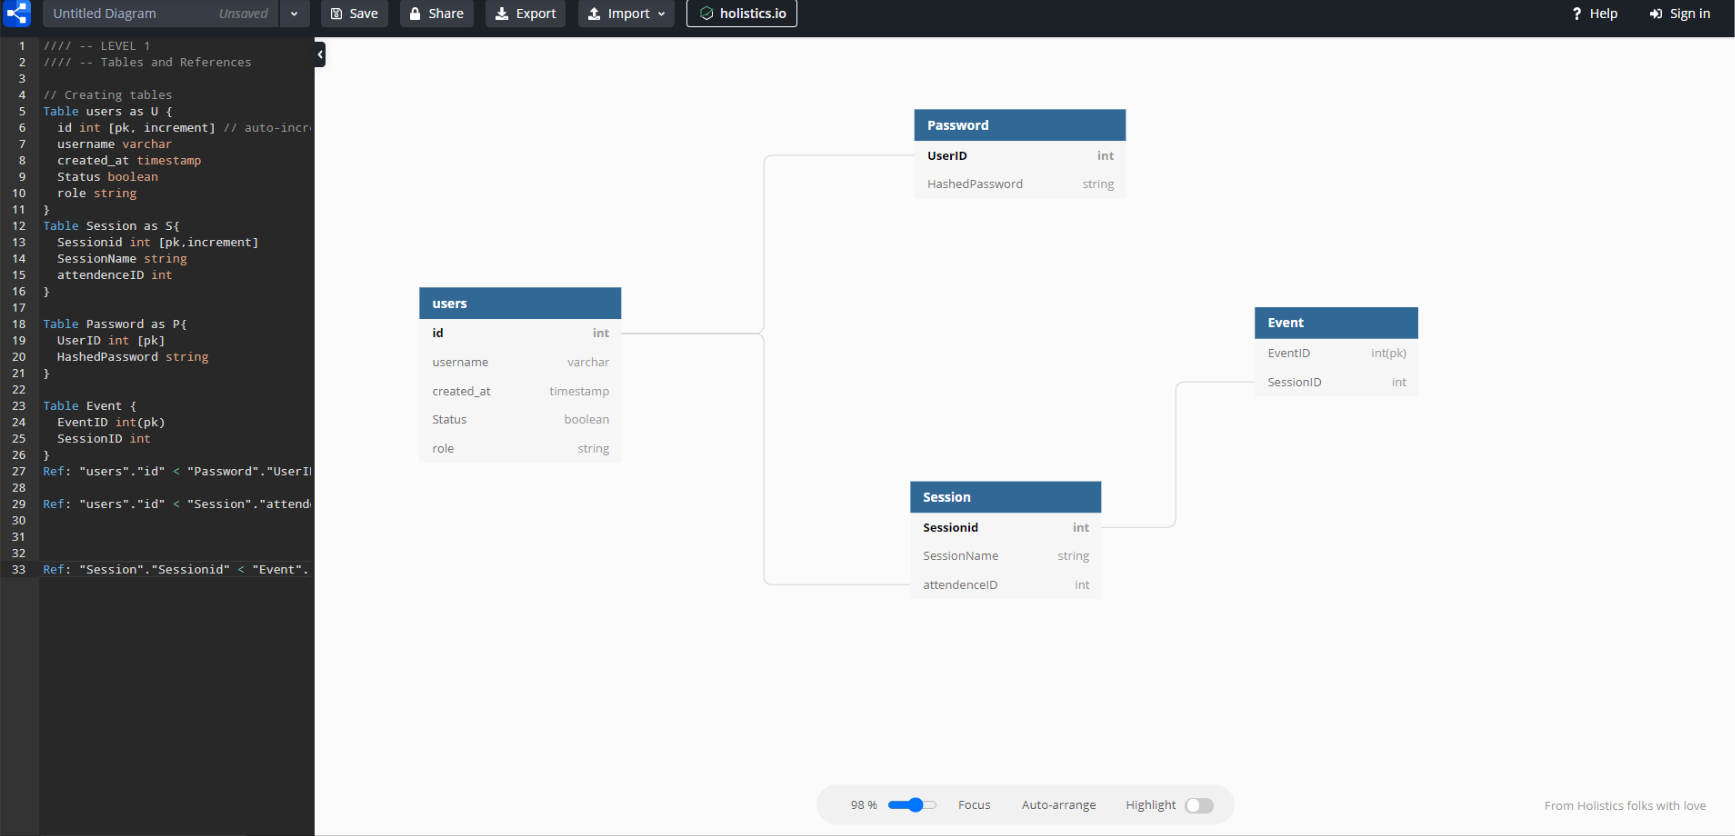 Untitled Diagram Unsaved Save Share Export Import holistics.io ? Help Sign in
1 //// -- LEVEL 1
2 //// -- Tables and References
3
4 // Creating tables
5 Table users as U {
6 id int [pk, increment] // auto-incr
7 username varchar
8 created_at timestamp
9 Status boolean
10 role string
11 }
12 Table Session as S{
13 Sessionid int [pk,increment]
14 SessionName string
15 attendenceID int
16 }
17
18 Table Password as P{
19 UserID int [pk]
20 HashedPassword string
21 }
22
23 Table Event {
24 EventID int(pk)
25 SessionID int
26 }
27 Ref: "users"."id" < "Password"."UserI
28
29 Ref: "users"."id" < "Session"."attend
30
31
32
33 Ref: "Session"."Sessionid" < "Event".
Password
UserID int
HashedPassword string
users
id int
username varchar
created_at timestamp
Status boolean
role string
Event
EventID int(pk)
SessionID int
Session
Sessionid int
SessionName string
attendenceID int
98 % Focus Auto-arrange Highlight
From Holistics folks with love